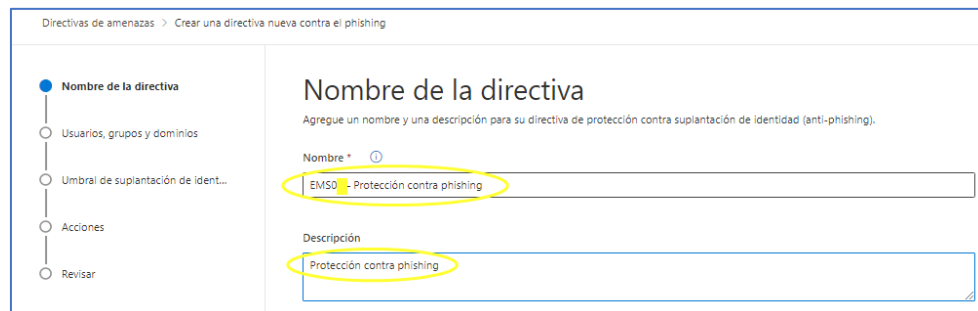 Directivas de amenazas > Crear una directiva nueva contra el phishing
Nombre de la directiva
Usuarios, grupos y dominios
Umbral de suplantación de ident...
Acciones
Revisar
Nombre de la directiva
Agregue un nombre y una descripción para su directiva de protección contra suplantación de identidad (anti-phishing).
Nombre *
EMS0 - Protección contra phishing
Descripción
Protección contra phishing